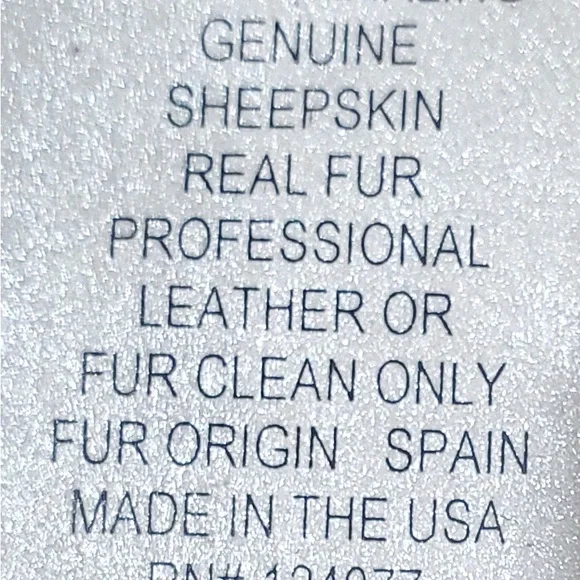 GENUINE
SHEEPSKIN
REAL FUR
PROFESSIONAL
LEATHER OR
FUR CLEAN ONLY
FUR ORIGIN SPAIN
MADE IN THE USA